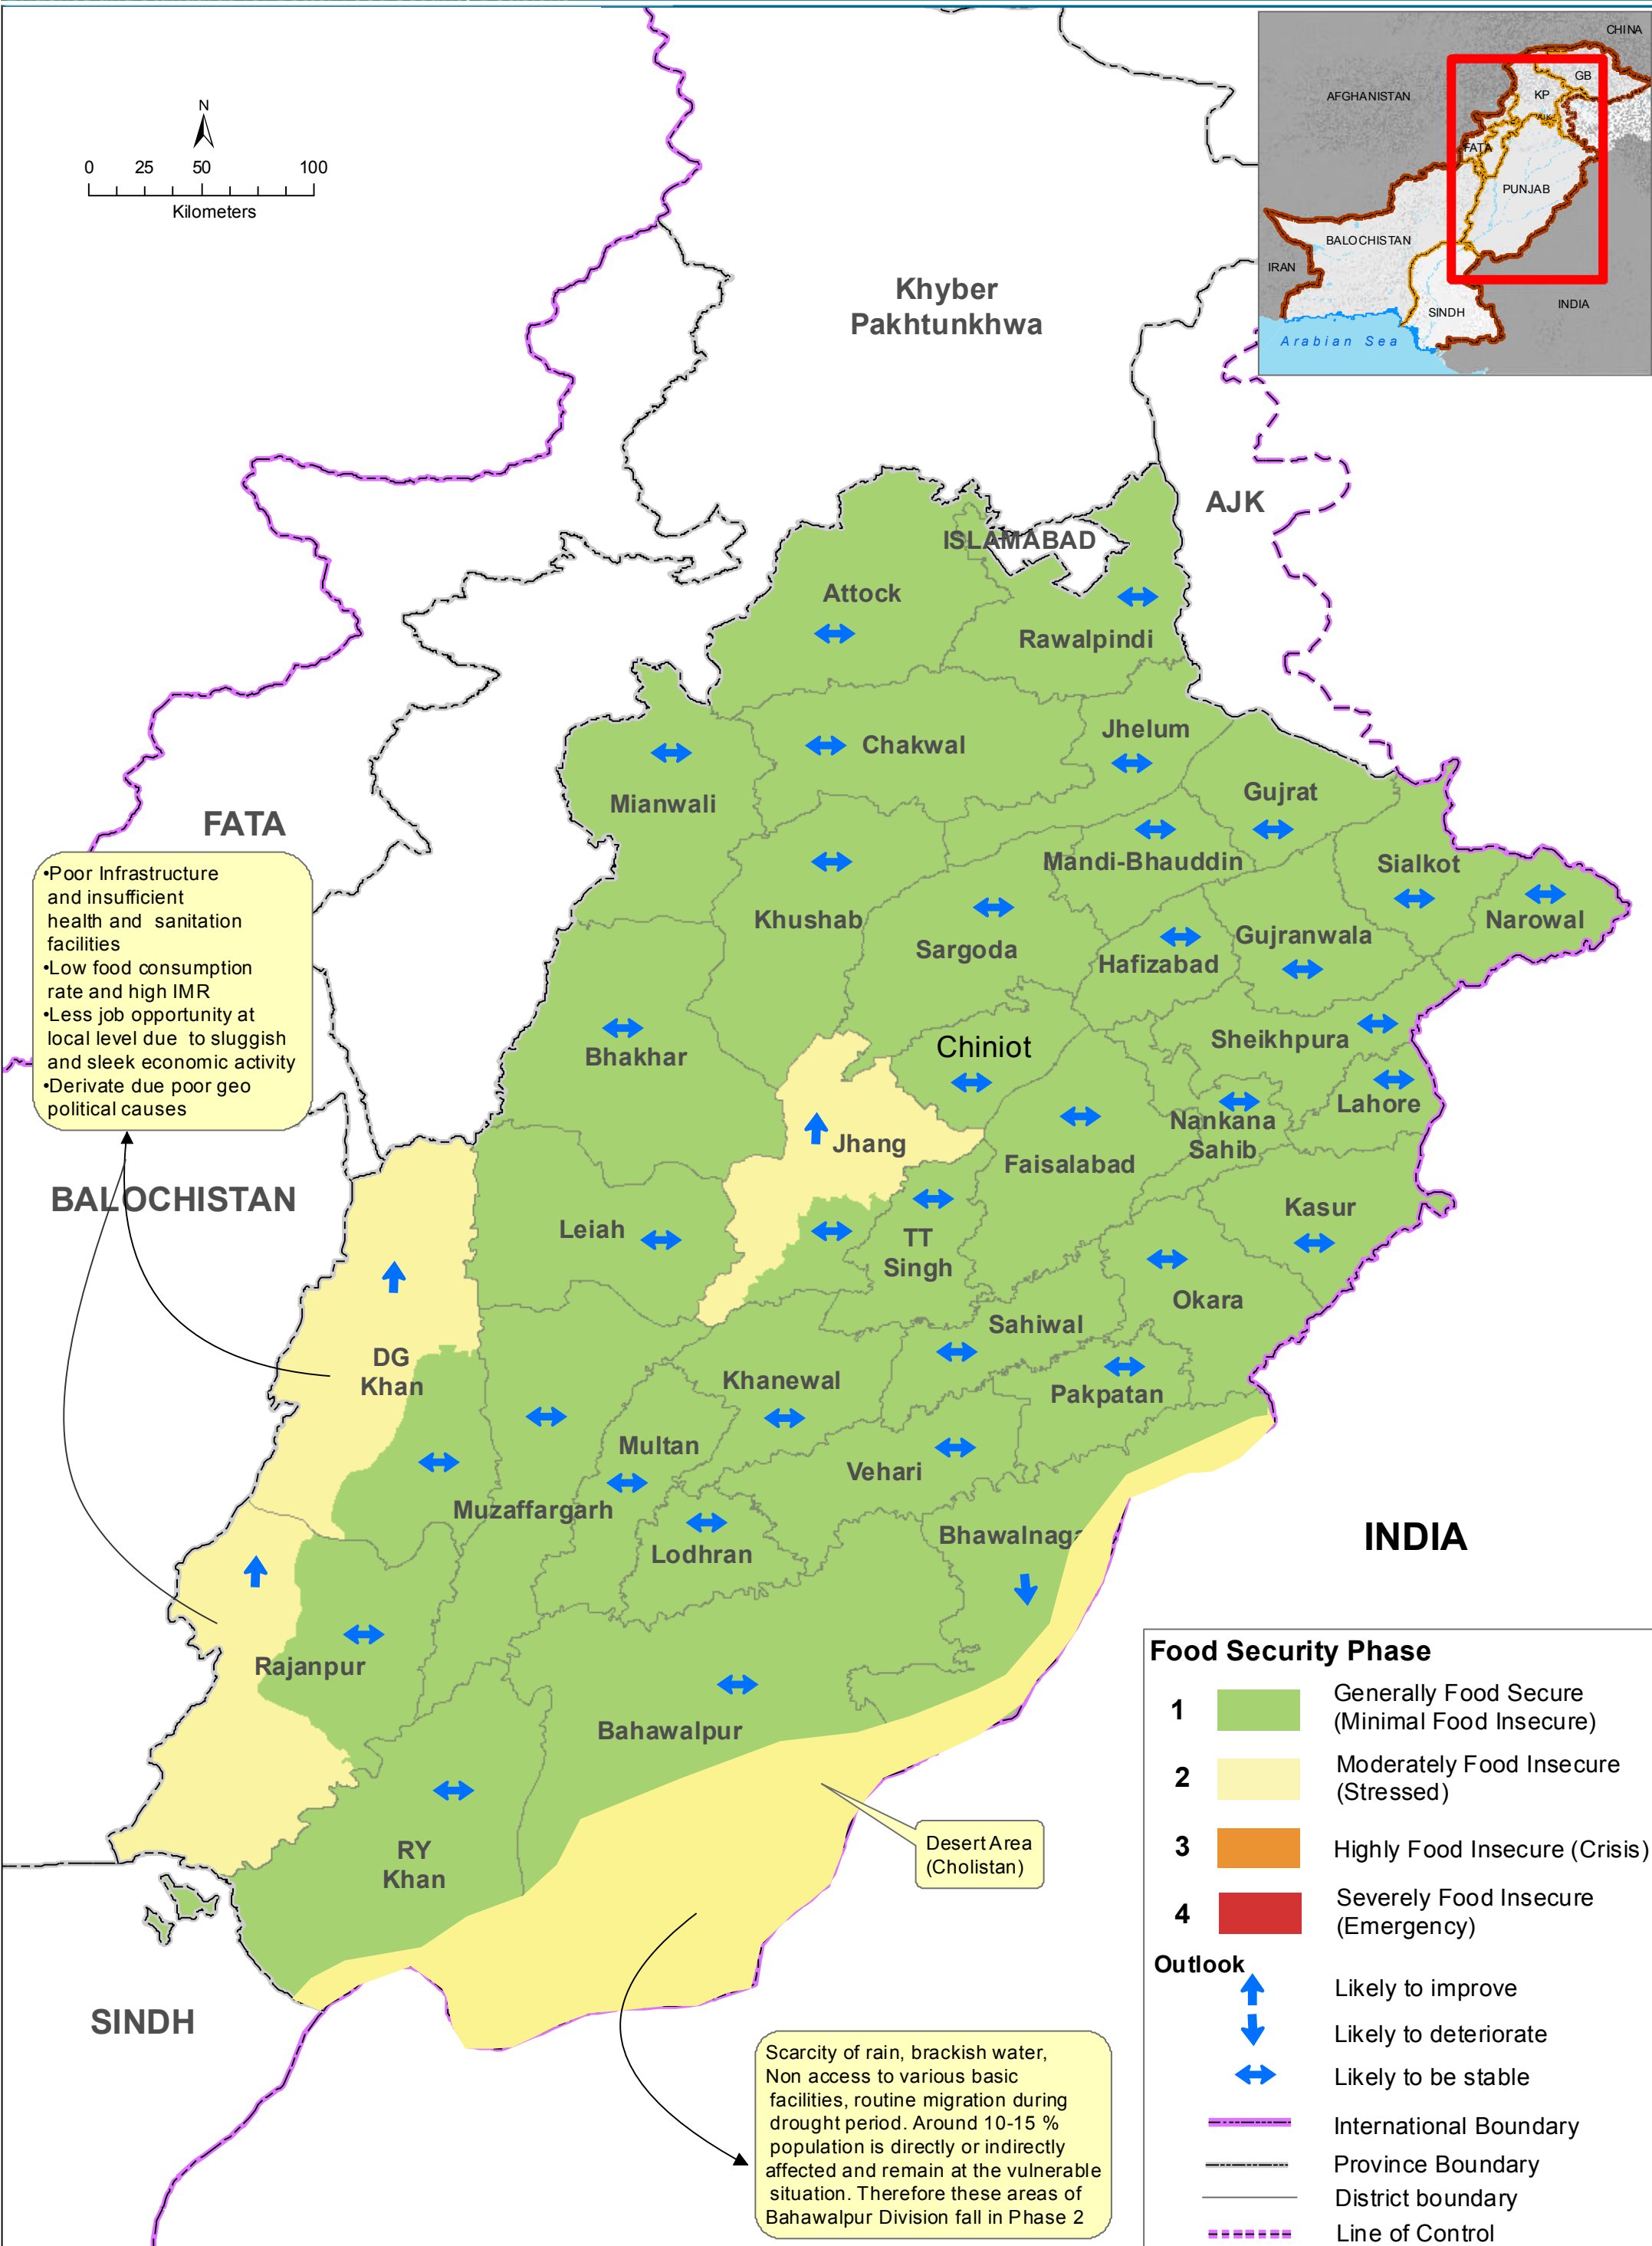 N
0 25 50 100
Kilometers
CHINA
GB
AFGHANISTAN
KP
FATA
PUNJAB
BALOCHISTAN
IRAN
INDIA
SINDH
Arabian Sea
Khyber
Pakhtunkhwa
AJK
ISLAMABAD
Attock
Rawalpindi
Chakwal
Jhelum
Mianwali
Gujrat
FATA
Mandi-Bhauddin
Sialkot
Narowal
Khushab
Sargoda
Hafizabad
Gujranwala
•Poor Infrastructure
and insufficient
health and sanitation
facilities
•Low food consumption
rate and high IMR
•Less job opportunity at
local level due to sluggish
and sleek economic activity
•Derivate due poor geo
political causes
Bhakhar
Chiniot
Sheikhpura
Lahore
Nankana
Sahib
Jhang
Faisalabad
BALOCHISTAN
Leiah
TT
Singh
Kasur
Okara
Sahiwal
DG
Khan
Khanewal
Pakpatan
Multan
Vehari
Muzaffargarh
Lodhran
Bhawalnaga
INDIA
Rajanpur
Bahawalpur
RY
Khan
Desert Area
(Cholistan)
SINDH
Scarcity of rain, brackish water,
Non access to various basic
facilities, routine migration during
drought period. Around 10-15 %
population is directly or indirectly
affected and remain at the vulnerable
situation. Therefore these areas of
Bahawalpur Division fall in Phase 2
Food Security Phase
1 Generally Food Secure
(Minimal Food Insecure)
2 Moderately Food Insecure
(Stressed)
3 Highly Food Insecure (Crisis)
4 Severely Food Insecure
(Emergency)
Outlook
Likely to improve
Likely to deteriorate
Likely to be stable
International Boundary
Province Boundary
District boundary
Line of Control